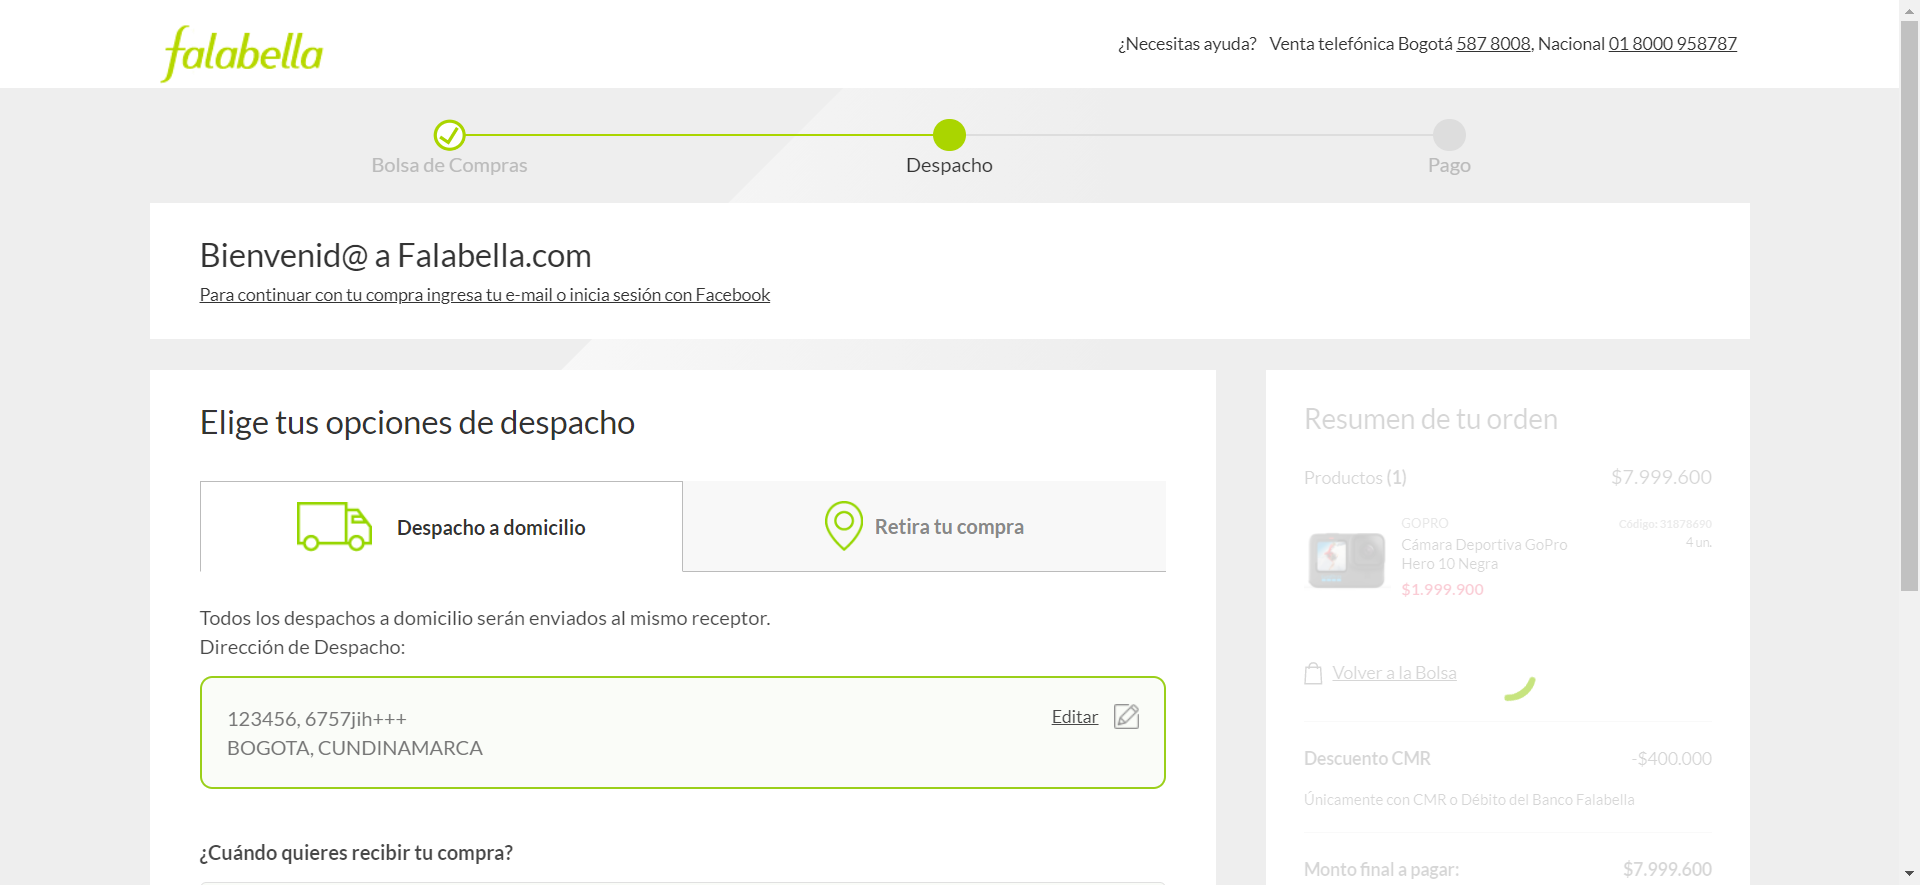 falabella
¿Necesitas ayuda? Venta telefónica Bogotá 587 8008, Nacional 01 8000 958787
Bolsa de Compras
Despacho
Pago
Bienvenid@ a Falabella.com
Para continuar con tu compra ingresa tu e-mail o inicia sesión con Facebook
Elige tus opciones de despacho
Despacho a domicilio
Retira tu compra
Todos los despachos a domicilio serán enviados al mismo receptor.
Dirección de Despacho:
123456, 6757jih+++
BOGOTA, CUNDINAMARCA
Editar
¿Cuándo quieres recibir tu compra?
Resumen de tu orden
Productos (1) $7.999.600
GOPRO Código: 31878690
Cámara Deportiva GoPro 4 un.
Hero 10 Negra
$1.999.900
Volver a la Bolsa
Descuento CMR -$400.000
Únicamente con CMR o Débito del Banco Falabella
Monto final a pagar: $7.999.600